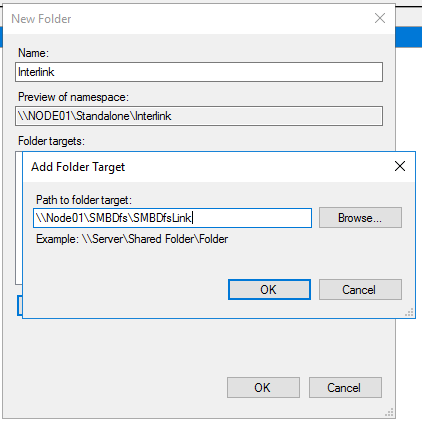 New Folder
Name:
Interlink
Preview of namespace:
\\NODE01\Standalone\Interlink
Folder targets:
Add Folder Target
Path to folder target:
\\Node01\SMBDfs\SMBDfsLink
Browse...
Example: \\Server\Shared Folder\Folder
OK
Cancel
OK
Cancel